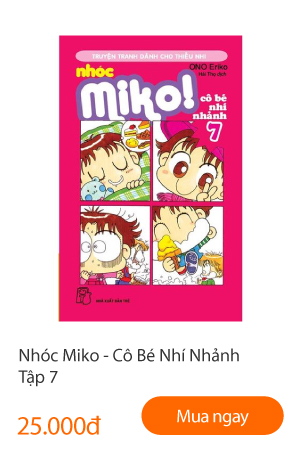 TRUYỆN TRANH DÀNH CHO THIẾU NHI
ONO Eriko
Hải Thọ dịch
nhóc
miko!
cô bé
nhí
nhảnh
7
NHÀ XUẤT BẢN TRẺ
Nhóc Miko - Cô Bé Nhí Nhảnh
Tập 7
25.000đ
Mua ngay